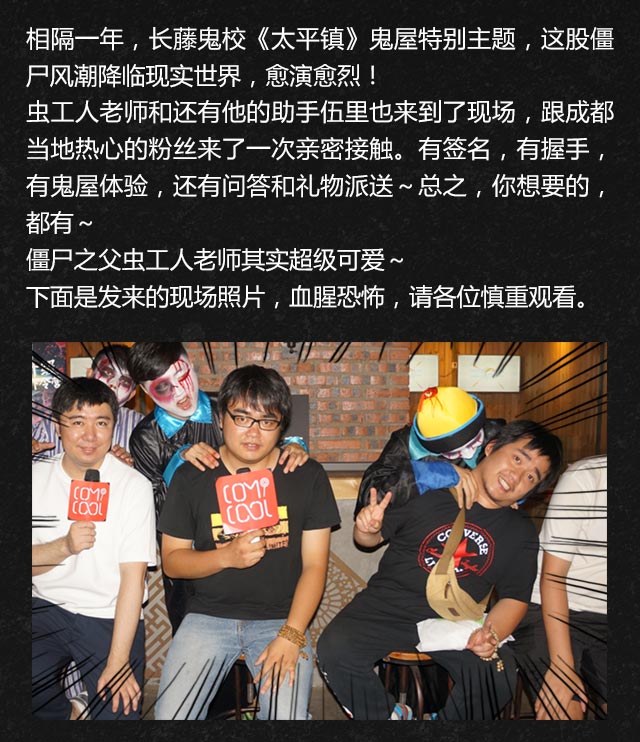 相隔一年，长藤鬼校《太平镇》鬼屋特别主题，这股僵
尸风潮降临现实世界，愈演愈烈！
虫工人老师和还有他的助手伍里也来到了现场，跟成都
当地热心的粉丝来了一次亲密接触。有签名，有握手，
有鬼屋体验，还有问答和礼物派送～总之，你想要的，
都有～
僵尸之父虫工人老师其实超级可爱～
下面是发来的现场照片，血腥恐怖，请各位慎重观看。
COMI
COOL
COMI
COOL
CONVERSE